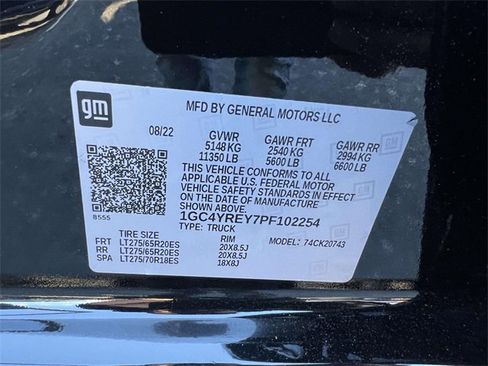 gm
MFD BY GENERAL MOTORS LLC
08/22 GVWR GAWR FRT GAWR RR
5148 KG 2540 KG 2994 KG
11350 LB 5600 LB 6600 LB
THIS VEHICLE CONFORMS TO ALL
APPLICABLE U.S. FEDERAL MOTOR
VEHICLE SAFETY STANDARDS IN
EFFECT ON THE DATE OF MANUFACTURE
SHOWN ABOVE.
8555 1GC4YREY7PF102254
TYPE: TRUCK
TIRE SIZE RIM MODEL: 74CK20743
FRT LT275/65R20ES 20X8.5J
RR LT275/65R20ES 20X8.5J
SPA LT275/70R18ES 18X8J